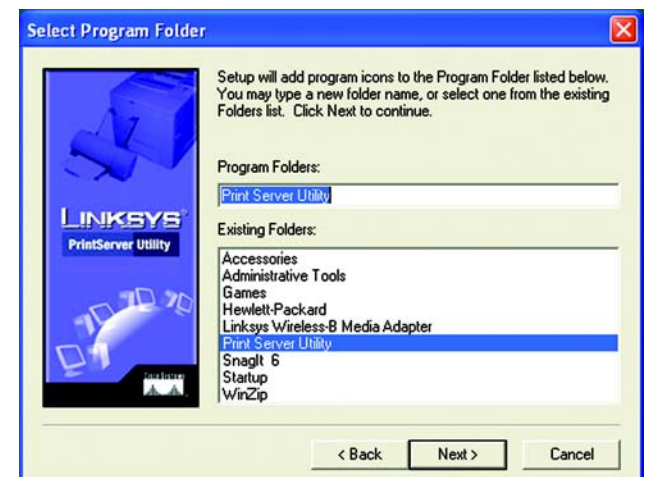 Select Program Folder
Setup will add program icons to the Program Folder listed below.
You may type a new folder name, or select one from the existing
Folders list. Click Next to continue.
Program Folders:
Print Server Utility
LINKSYS®
PrintServer Utility
Existing Folders:
Accessories
Administrative Tools
Games
Hewlett-Packard
Linksys Wireless-B Media Adapter
Print Server Utility
SnagIt 6
Startup
WinZip
Cisco Systems
< Back
Next >
Cancel